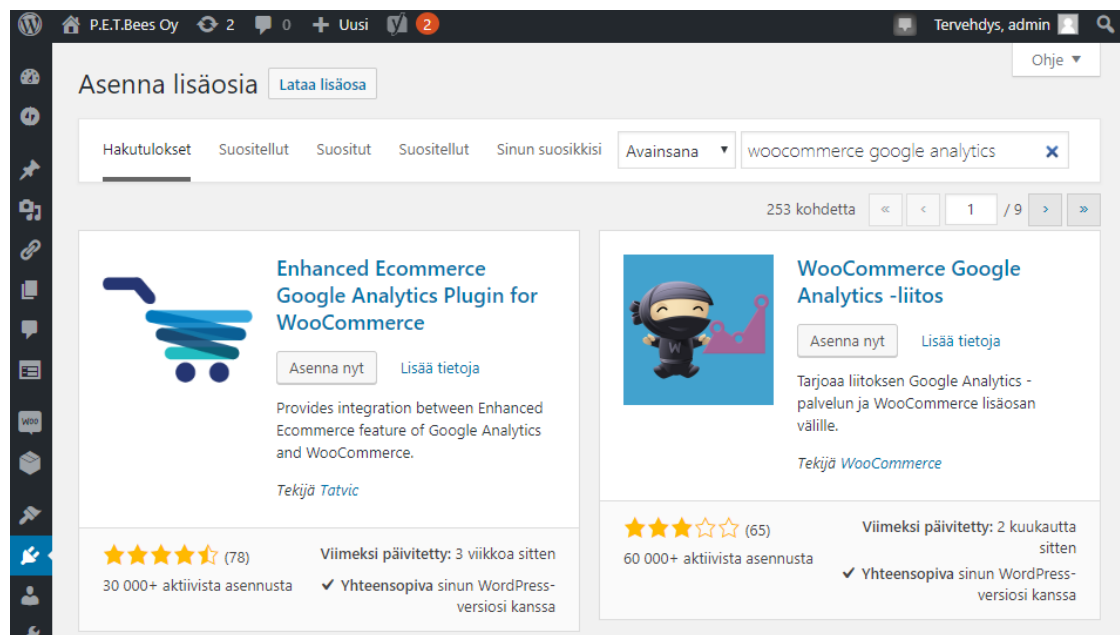 P.E.T.Bees Oy 2 0 Uusi 2 Tervehdys, admin
Ohje ▼
Asenna lisäosia Lataa lisäosa
Hakutulokset Suositellut Suositut Suositellut Sinun suosikkisi Avainsana ▼ woocommerce google analytics ×
253 kohdetta « ‹ 1 / 9 › »
Enhanced Ecommerce
Google Analytics Plugin for
WooCommerce
Asenna nyt Lisää tietoja
Provides integration between Enhanced
Ecommerce feature of Google Analytics
and WooCommerce.
Tekijä Tatvic
(78)
30 000+ aktiivista asennusta
Viimeksi päivitetty: 3 viikkoa sitten
✔ Yhteensopiva sinun WordPress-
versiosi kanssa
W
WooCommerce Google
Analytics -liitos
Asenna nyt Lisää tietoja
Tarjoaa liitoksen Google Analytics -
palvelun ja WooCommerce lisäosan
välille.
Tekijä WooCommerce
(65)
60 000+ aktiivista asennusta
Viimeksi päivitetty: 2 kuukautta
sitten
✔ Yhteensopiva sinun WordPress-
versiosi kanssa
WOO